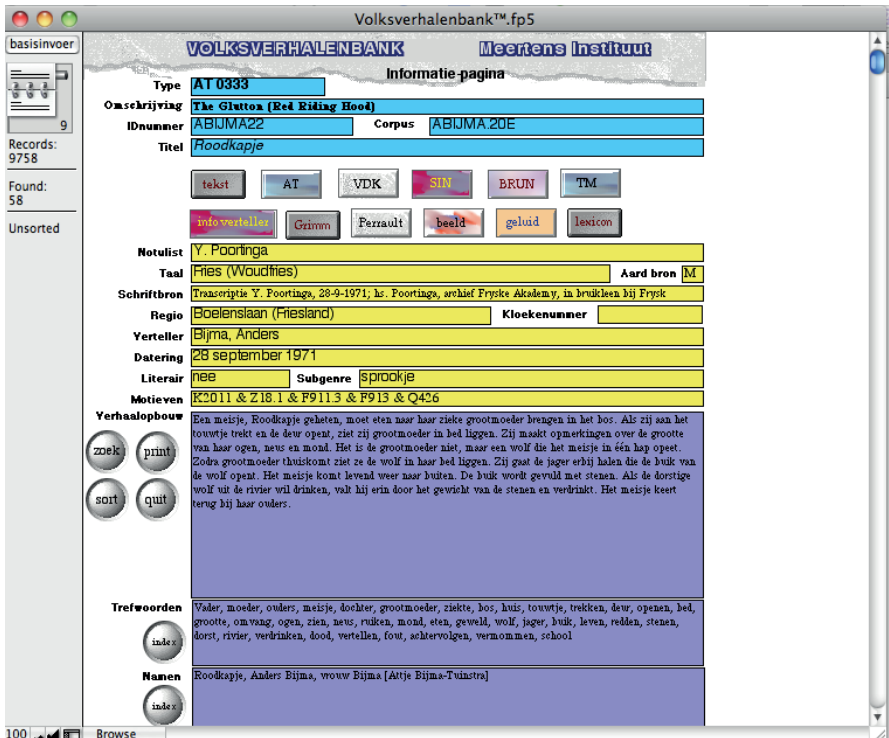 Volksverhalenbank™.fp5
basisinvoer
9
Records:
9758
Found:
58
Unsorted
VOLKSVERHALENBANK Meertens Instituut
Informatie-pagina
Type AT 0333
Omschrijving The Glutton (Red Riding Hood)
IDnummer ABIJMA22 Corpus ABIJMA.20E
Titel Roodkapje
tekst AT VDK SIN BRUN TM
info verteller Grimm Perrault beeld geluid lexicon
Notulist Y. Poortinga
Taal Fries (Woudfries) Aard bron M
Schriftbron Transcriptie Y. Poortinga, 28-9-1971; hs. Poortinga, archief Fryske Akademy, in bruikleen bij Frysk
Regio Boelenslaan (Friesland) Kloekenummer
Verteller Bijma, Anders
Datering 28 september 1971
Literair nee Subgenre sprookje
Motieven K2011 & Z18.1 & F911.3 & F913 & Q426
Verhaalopbouw Een meisje, Roodkapje geheten, moet eten naar haar zieke grootmoeder brengen in het bos. Als zij aan het
touwtje trekt en de deur opent, ziet zij grootmoeder in bed liggen. Zij maakt opmerkingen over de grootte
van haar ogen, neus en mond. Het is de grootmoeder niet, maar een wolf die het meisje in één hap opeet.
Zodra grootmoeder thuiskomt ziet ze de wolf in haar bed liggen. Zij gaat de jager erbij halen die de buik van
de wolf opent. Het meisje komt levend weer naar buiten. De buik wordt gevuld met stenen. Als de dorstige
wolf uit de rivier wil drinken, valt hij erin door het gewicht van de stenen en verdrinkt. Het meisje keert
terug bij haar ouders.
zoek print
sort quit
Trefwoorden Vader, moeder, ouders, meisje, dochter, grootmoeder, ziekte, bos, huis, touwtje, trekken, deur, openen, bed,
grootte, omvang, ogen, zien, neus, ruiken, mond, eten, geweld, wolf, jager, buik, leven, redden, stenen,
dorst, rivier, verdrinken, dood, vertellen, fout, achtervolgen, vermommen, school
index
Namen Roodkapje, Anders Bijma, vrouw Bijma [Attje Bijma-Tuinstra]
index
100 Browse